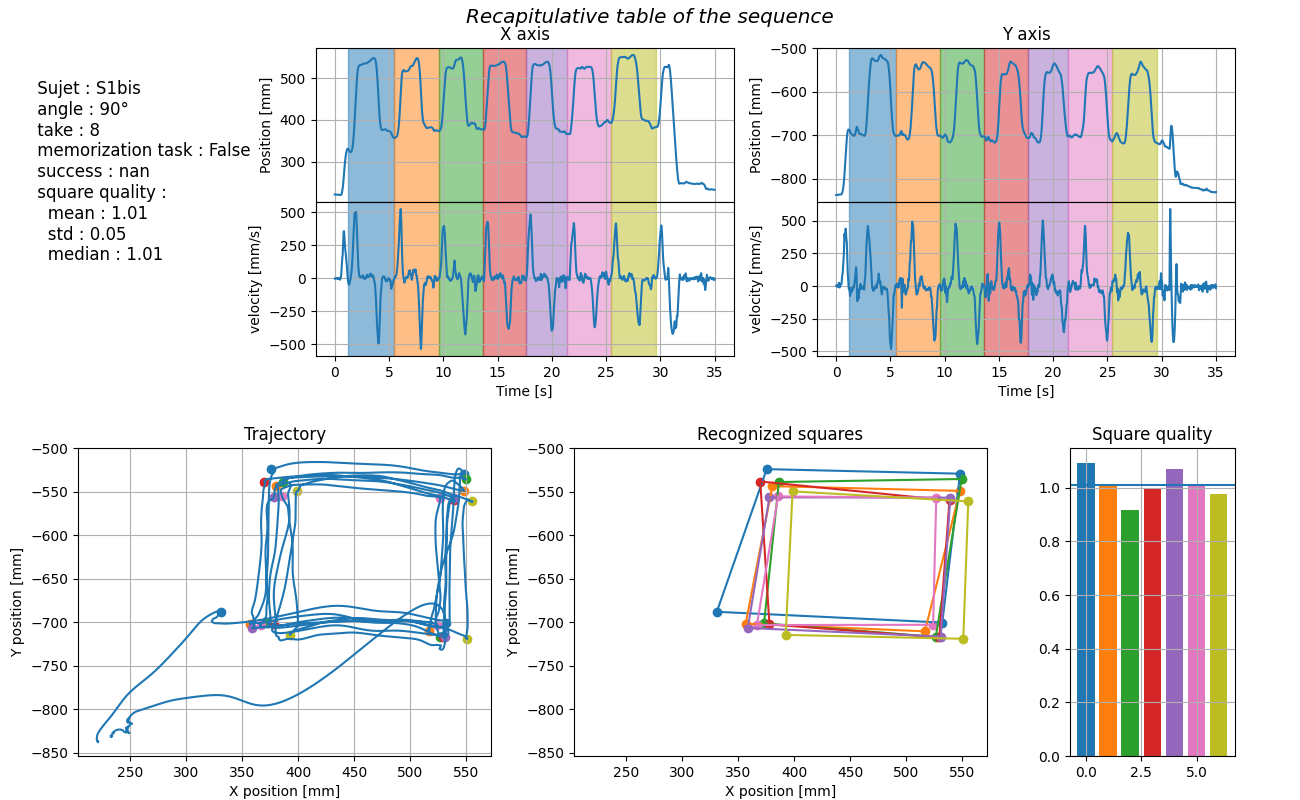 Recapitulative table of the sequence
X axis
Y axis
Sujet : S1bis
angle : 90°
take : 8
memorization task : False
success : nan
square quality :
mean : 1.01
std : 0.05
median : 1.01
Position [mm]
500
400
300
velocity [mm/s]
500
250
0
−250
−500
0 5 10 15 20 25 30 35
Time [s]
Position [mm]
−500
−600
−700
−800
velocity [mm/s]
500
250
0
−250
−500
0 5 10 15 20 25 30 35
Time [s]
Trajectory
Y position [mm]
−500
−550
−600
−650
−700
−750
−800
−850
250 300 350 400 450 500 550
X position [mm]
Recognized squares
Y position [mm]
−500
−550
−600
−650
−700
−750
−800
−850
250 300 350 400 450 500 550
X position [mm]
Square quality
1.0
0.8
0.6
0.4
0.2
0.0
0.0 2.5 5.0